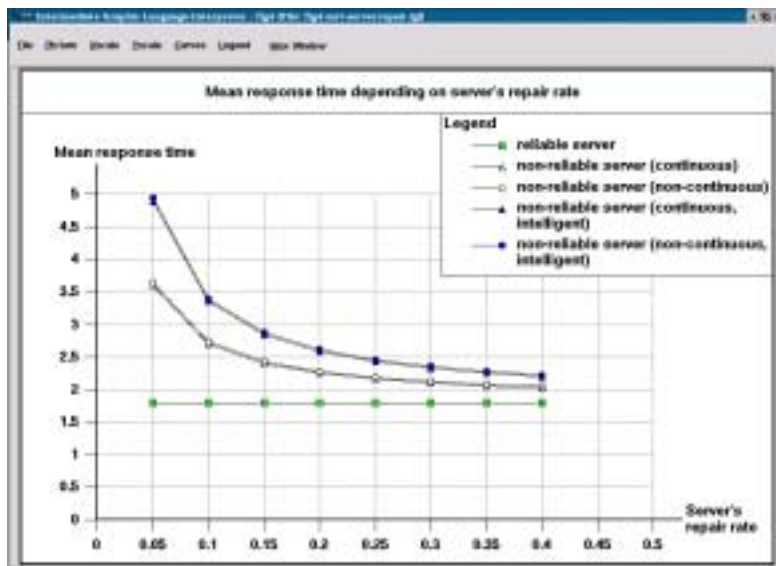 Mean response time depending on server's repair rate
Legend
reliable server
non-reliable server (continuous)
non-reliable server (non-continuous)
non-reliable server (continuous,
intelligent)
non-reliable server (non-continuous,
intelligent)
Mean response time
5
4.5
4
3.5
3
2.5
2
1.5
1
0.5
0
Server's
repair rate
0 0.05 0.1 0.15 0.2 0.25 0.3 0.35 0.4 0.45 0.5